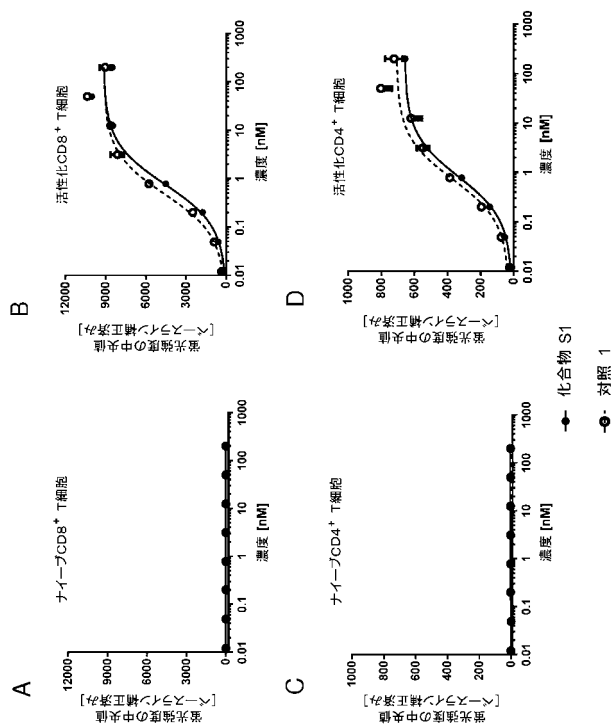 A
ナイーブCD8⁺ T細胞
蛍光強度の中央値
[ベースライン補正済み]
12000
9000
6000
3000
0
0.01
0.1
1
10
100
1000
濃度 [nM]
B
活性化CD8⁺ T細胞
蛍光強度の中央値
[ベースライン補正済み]
12000
9000
6000
3000
0
0.01
0.1
1
10
100
1000
濃度 [nM]
C
ナイーブCD4⁺ T細胞
蛍光強度の中央値
[ベースライン補正済み]
1000
800
600
400
200
0
0.01
0.1
1
10
100
1000
濃度 [nM]
D
活性化CD4⁺ T細胞
蛍光強度の中央値
[ベースライン補正済み]
1000
800
600
400
200
0
0.01
0.1
1
10
100
1000
濃度 [nM]
化合物 S1
対照 1